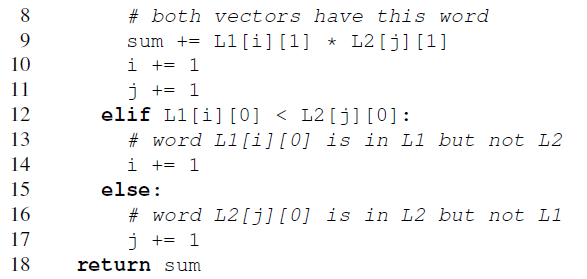 8 # both vectors have this word
9 sum += L1[i][1] * L2[j][1]
10 i += 1
11 j += 1
12 elif L1[i][0] < L2[j][0]:
13 # word L1[i][0] is in L1 but not L2
14 i += 1
15 else:
16 # word L2[j][0] is in L2 but not L1
17 j += 1
18 return sum